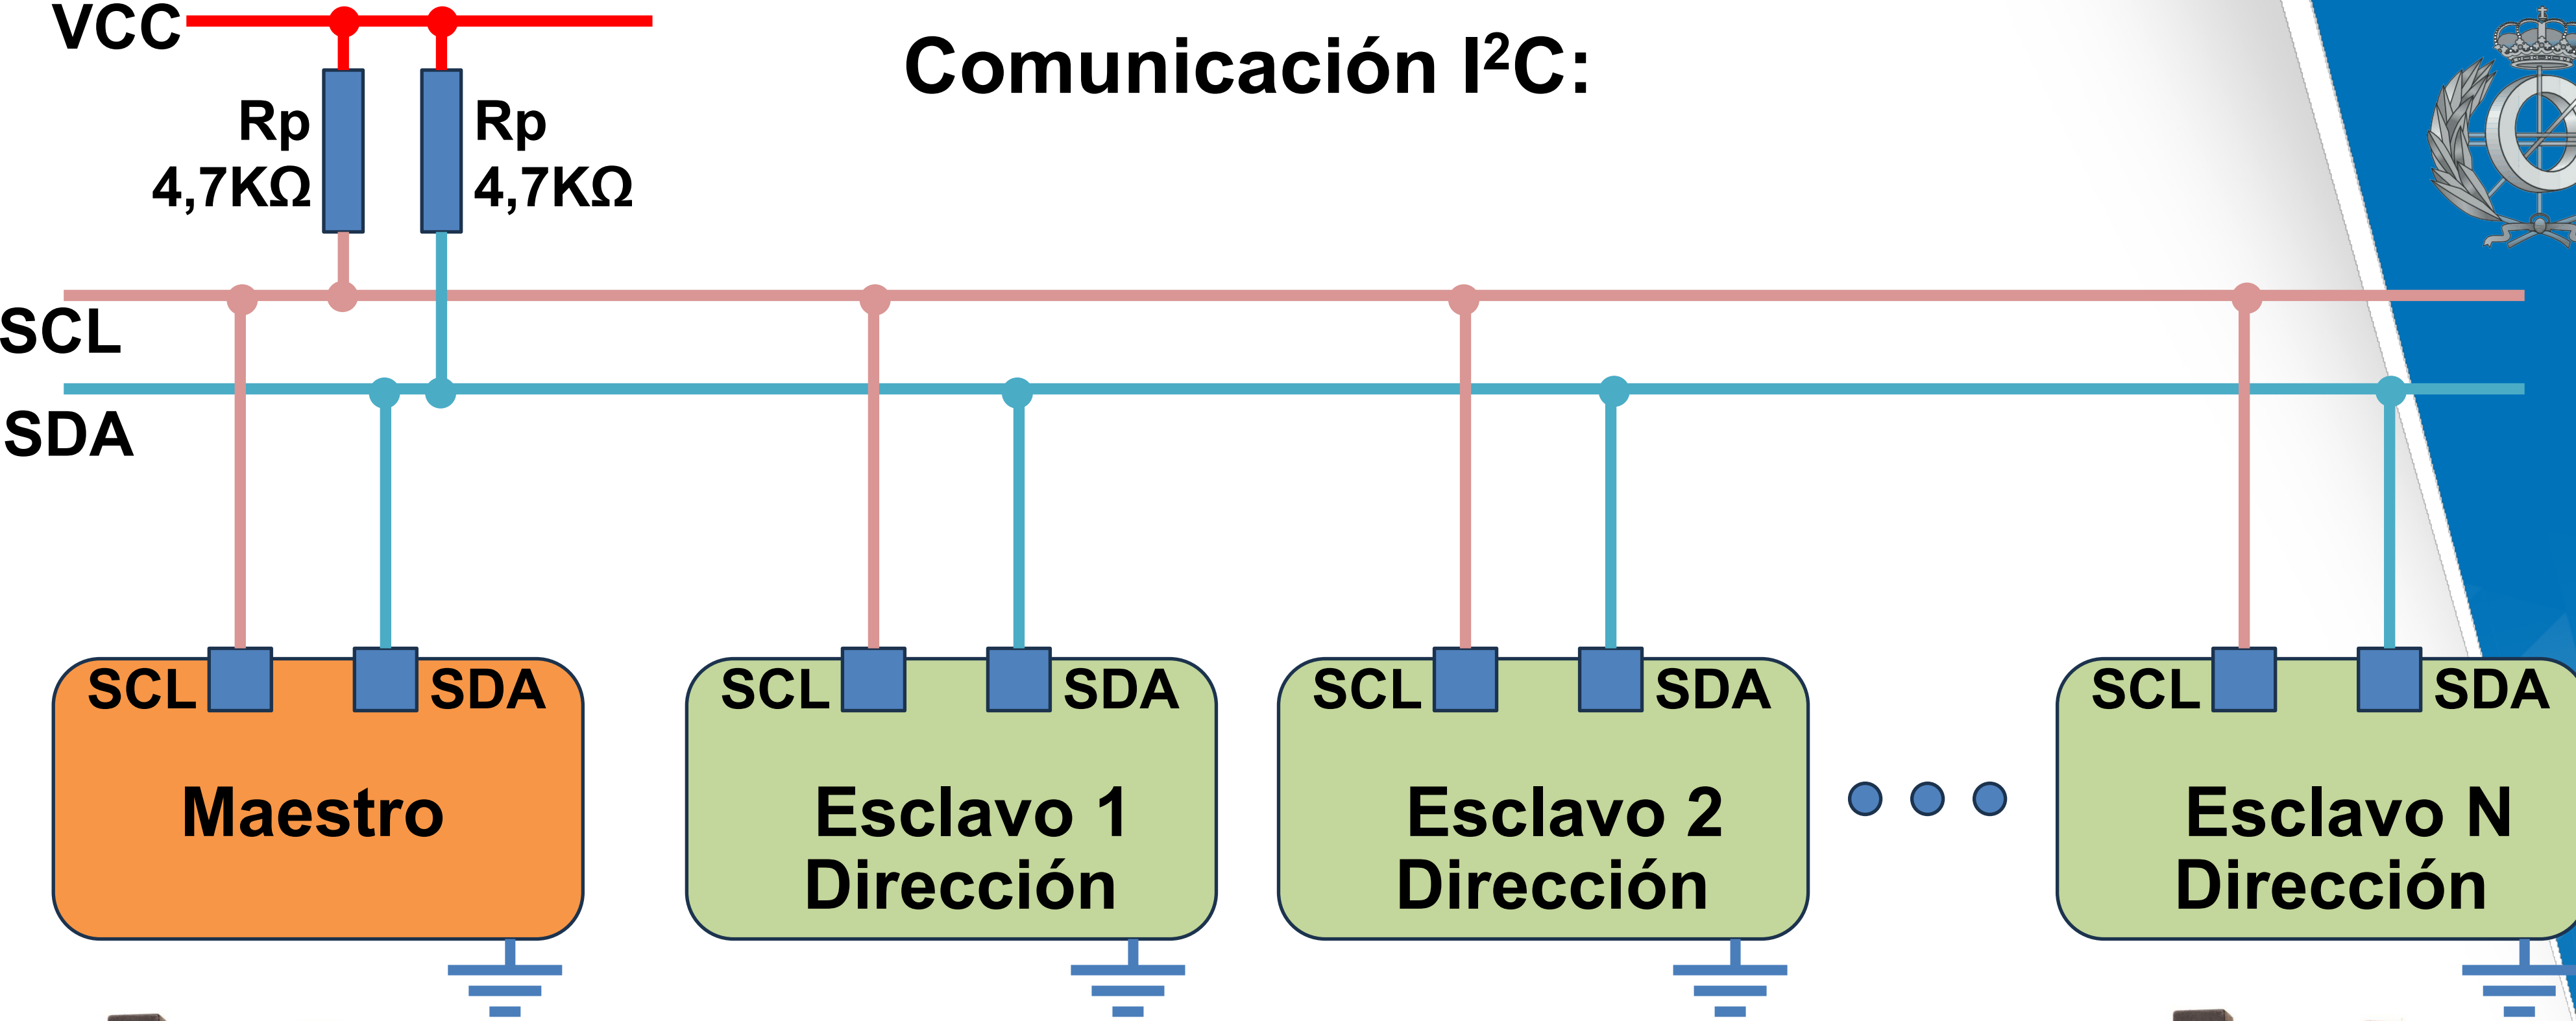 VCC
Comunicación I²C:
Rp
4,7KΩ
Rp
4,7KΩ
SCL
SDA
SCL
SDA
Maestro
SCL
SDA
Esclavo 1
Dirección
SCL
SDA
Esclavo 2
Dirección
SCL
SDA
Esclavo N
Dirección